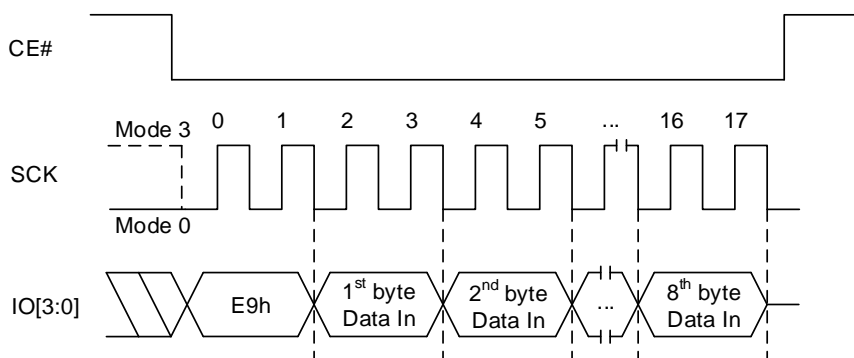 CE#
Mode 3 0 1 2 3 4 5 ... 16 17
SCK
Mode 0
IO[3:0] E9h 1st byte Data In 2nd byte Data In ... 8th byte Data In